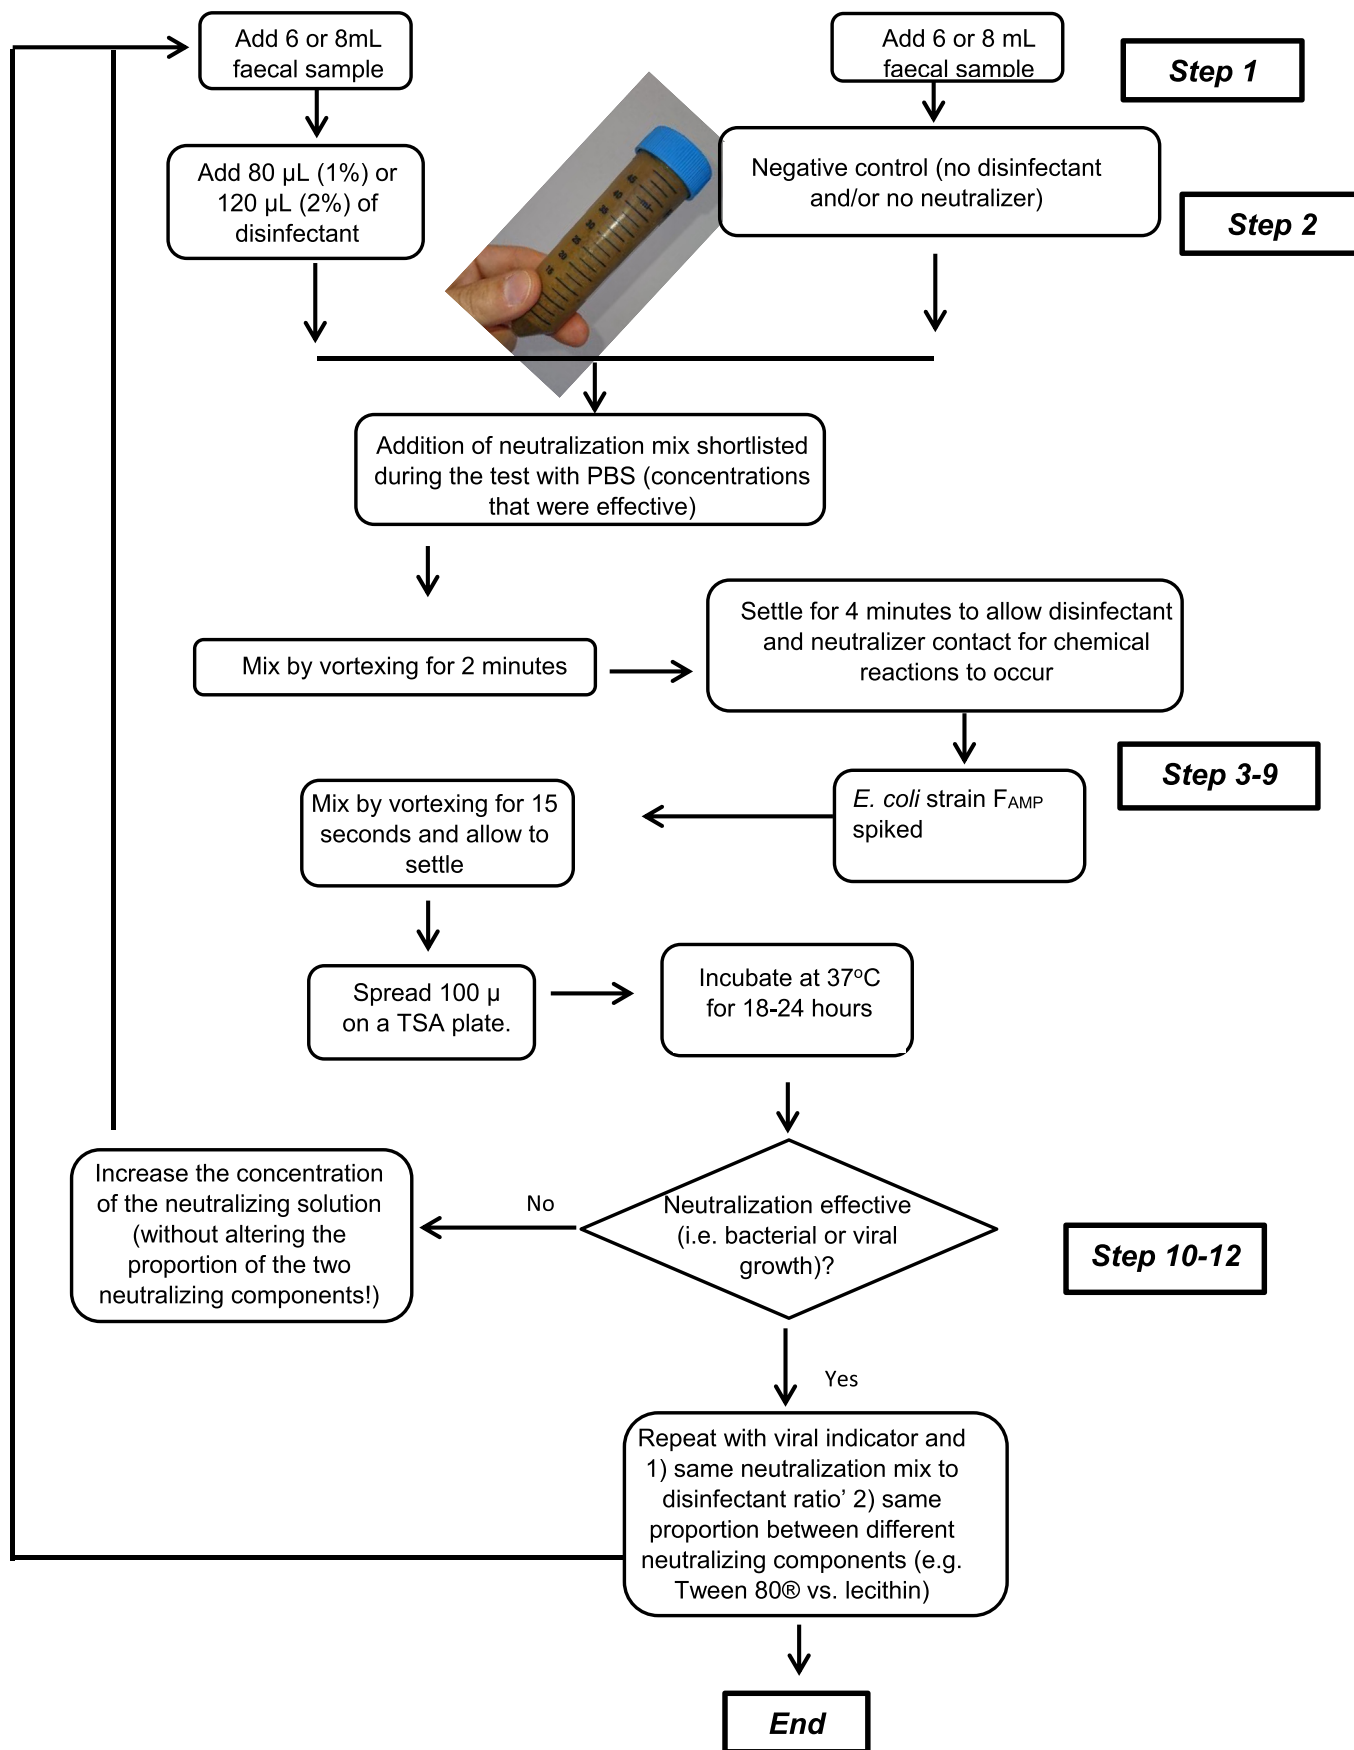 Add 6 or 8mL
faecal sample
Add 6 or 8 mL
faecal sample
Step 1
Add 80 µL (1%) or
120 µL (2%) of
disinfectant
Negative control (no disinfectant
and/or no neutralizer)
Step 2
Addition of neutralization mix shortlisted
during the test with PBS (concentrations
that were effective)
Mix by vortexing for 2 minutes
Settle for 4 minutes to allow disinfectant
and neutralizer contact for chemical
reactions to occur
Step 3-9
E. coli strain FAMP
spiked
Mix by vortexing for 15
seconds and allow to
settle
Spread 100 µ
on a TSA plate.
Incubate at 37oC
for 18-24 hours
Neutralization effective
(i.e. bacterial or viral
growth)?
No
Increase the concentration
of the neutralizing solution
(without altering the
proportion of the two
neutralizing components!)
Step 10-12
Yes
Repeat with viral indicator and
1) same neutralization mix to
disinfectant ratio’ 2) same
proportion between different
neutralizing components (e.g.
Tween 80® vs. lecithin)
End